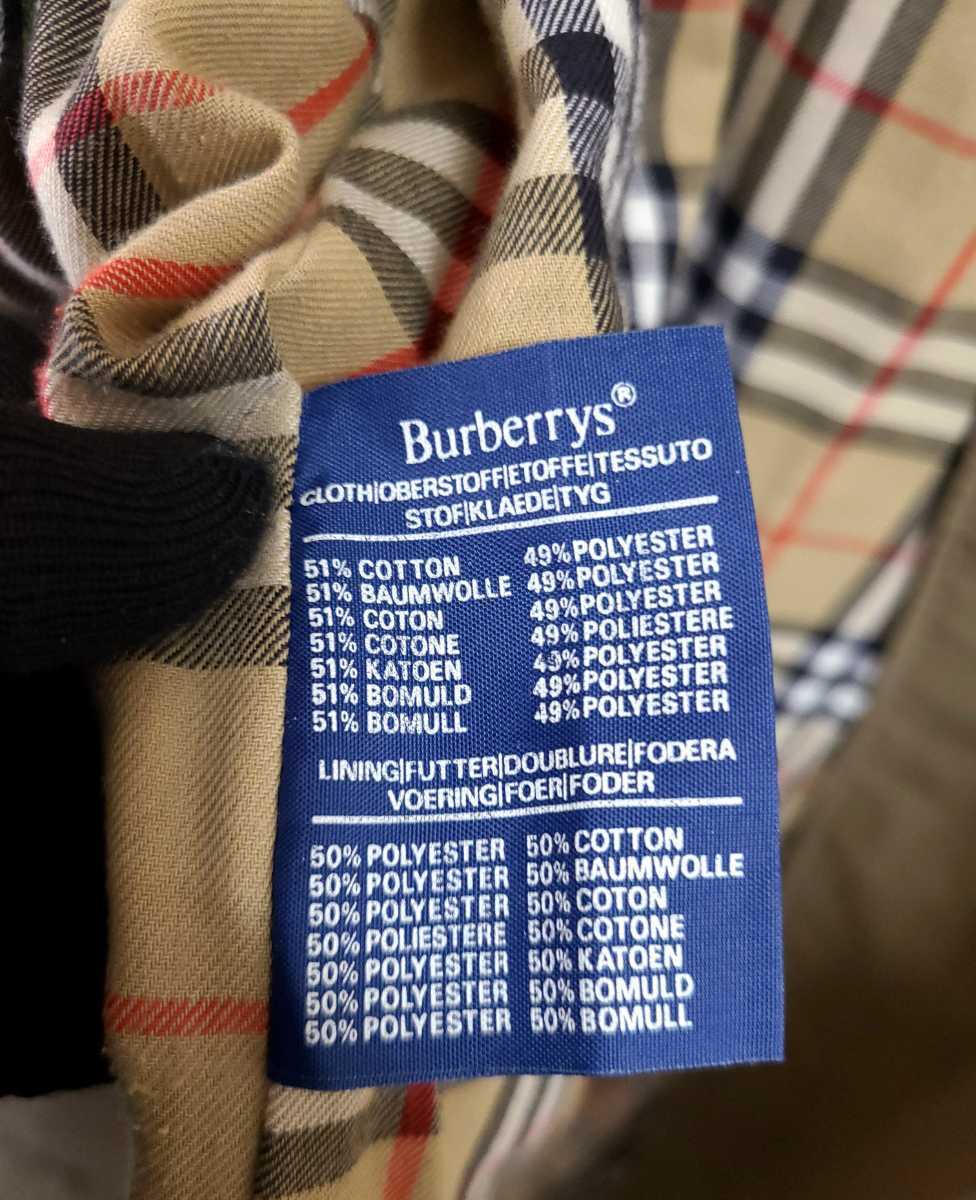 Burberrys®
CLOTH|OBERSTOFF|ETOFFE|TESSUTO
STOF|KLAEDE|TYG
51% COTTON 49% POLYESTER
51% BAUMWOLLE 49% POLYESTER
51% COTON 49% POLYESTER
51% COTONE 49% POLIESTERE
51% KATOEN 49% POLYESTER
51% BOMULD 49% POLYESTER
51% BOMULL 49% POLYESTER
LINING|FUTTER|DOUBLURE|FODERA
VOERING|FOER|FODER
50% POLYESTER 50% COTTON
50% POLYESTER 50% BAUMWOLLE
50% POLYESTER 50% COTON
50% POLIESTERE 50% COTONE
50% POLYESTER 50% KATOEN
50% POLYESTER 50% BOMULD
50% POLYESTER 50% BOMULL